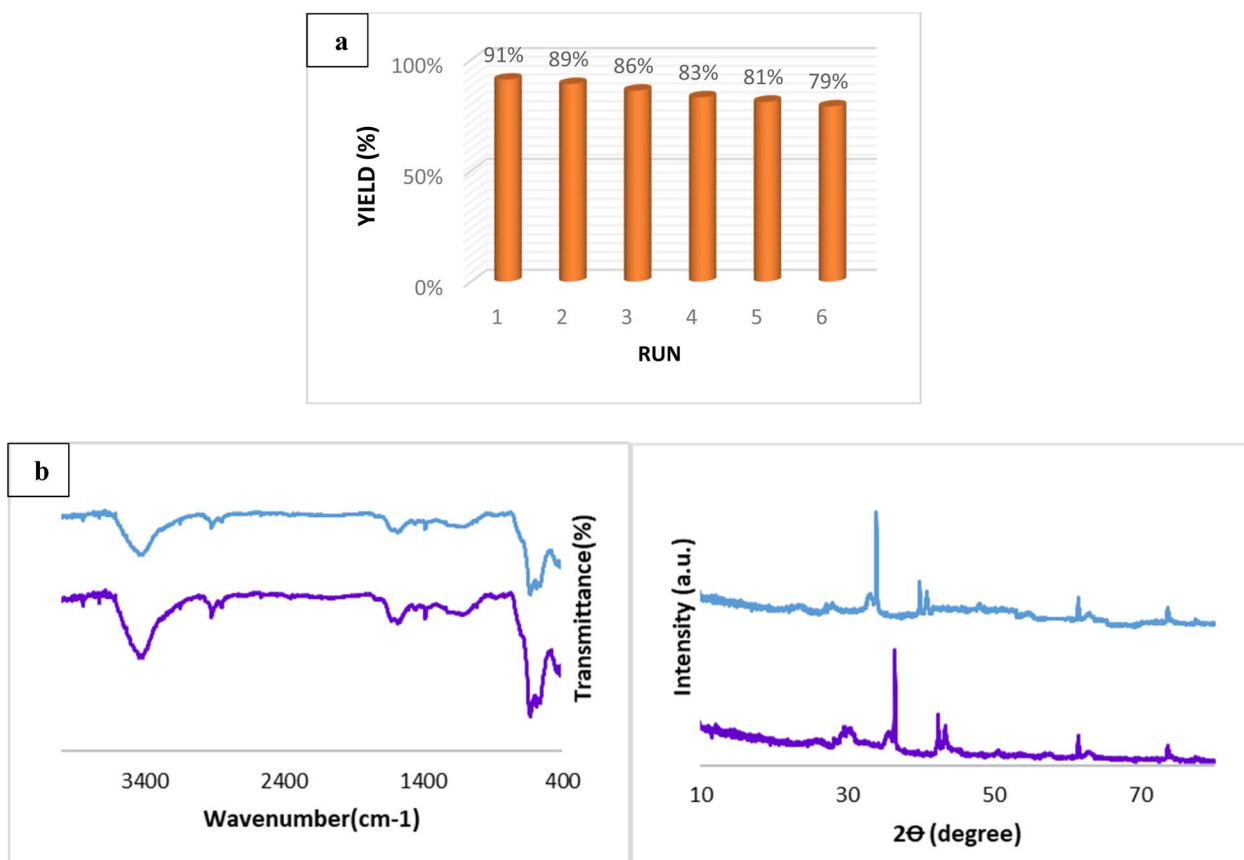 a
91% 89% 86% 83% 81% 79%
100%
50%
0%
YIELD (%)
1 2 3 4 5 6
RUN
b
Transmittance(%)
3400 2400 1400 400
Wavenumber(cm-1)
Intensity (a.u.)
10 30 50 70
2Ө (degree)